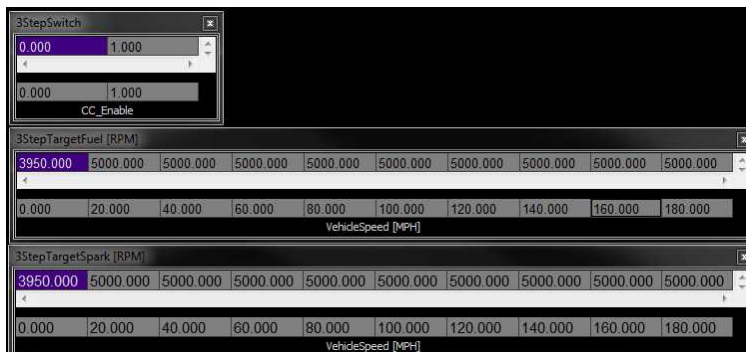 3StepSwitch x
0.000 1.000
0.000 1.000
CC_Enable
3StepTargetFuel [RPM] x
3950.000 5000.000 5000.000 5000.000 5000.000 5000.000 5000.000 5000.000 5000.000 5000.000
0.000 20.000 40.000 60.000 80.000 100.000 120.000 140.000 160.000 180.000
VehicleSpeed [MPH]
3StepTargetSpark [RPM] x
3950.000 5000.000 5000.000 5000.000 5000.000 5000.000 5000.000 5000.000 5000.000 5000.000
0.000 20.000 40.000 60.000 80.000 100.000 120.000 140.000 160.000 180.000
VehicleSpeed [MPH]